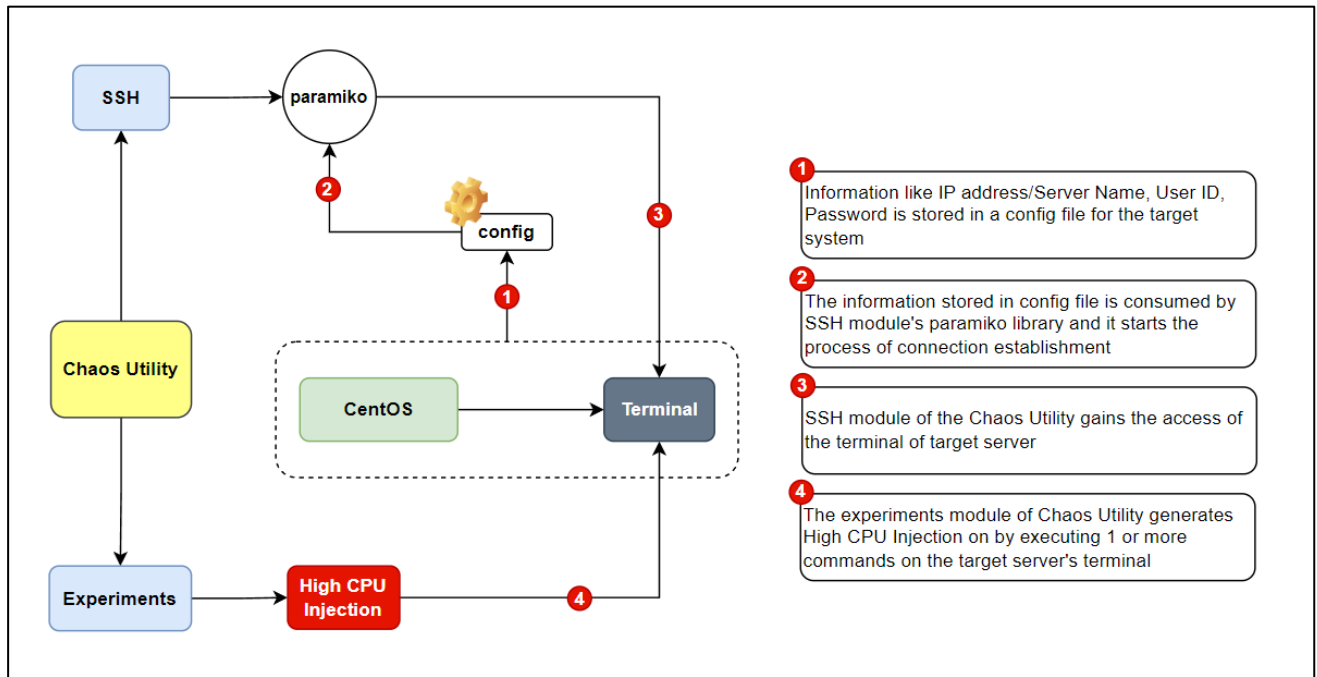 SSH
paramiko
2
3
config
1
Chaos Utility
CentOS
Terminal
Experiments
High CPU
Injection
4
1
Information like IP address/Server Name, User ID,
Password is stored in a config file for the target
system
2
The information stored in config file is consumed by
SSH module's paramiko library and it starts the
process of connection establishment
3
SSH module of the Chaos Utility gains the access of
the terminal of target server
4
The experiments module of Chaos Utility generates
High CPU Injection on by executing 1 or more
commands on the target server's terminal